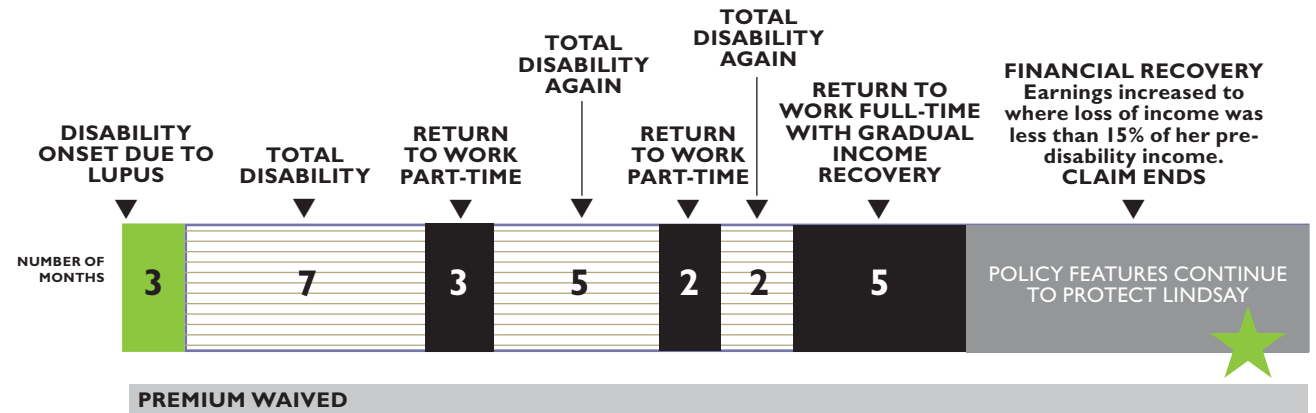 DISABILITY
ONSET DUE TO
LUPUS
TOTAL
DISABILITY
RETURN
TO WORK
PART-TIME
TOTAL
DISABILITY
AGAIN
RETURN
TO WORK
PART-TIME
TOTAL
DISABILITY
AGAIN
RETURN TO
WORK FULL-TIME
WITH GRADUAL
INCOME
RECOVERY
FINANCIAL RECOVERY
Earnings increased to
where loss of income was
less than 15% of her pre-
disability income.
CLAIM ENDS
NUMBER OF
MONTHS
3
7
3
5
2
2
5
POLICY FEATURES CONTINUE
TO PROTECT LINDSAY
PREMIUM WAIVED